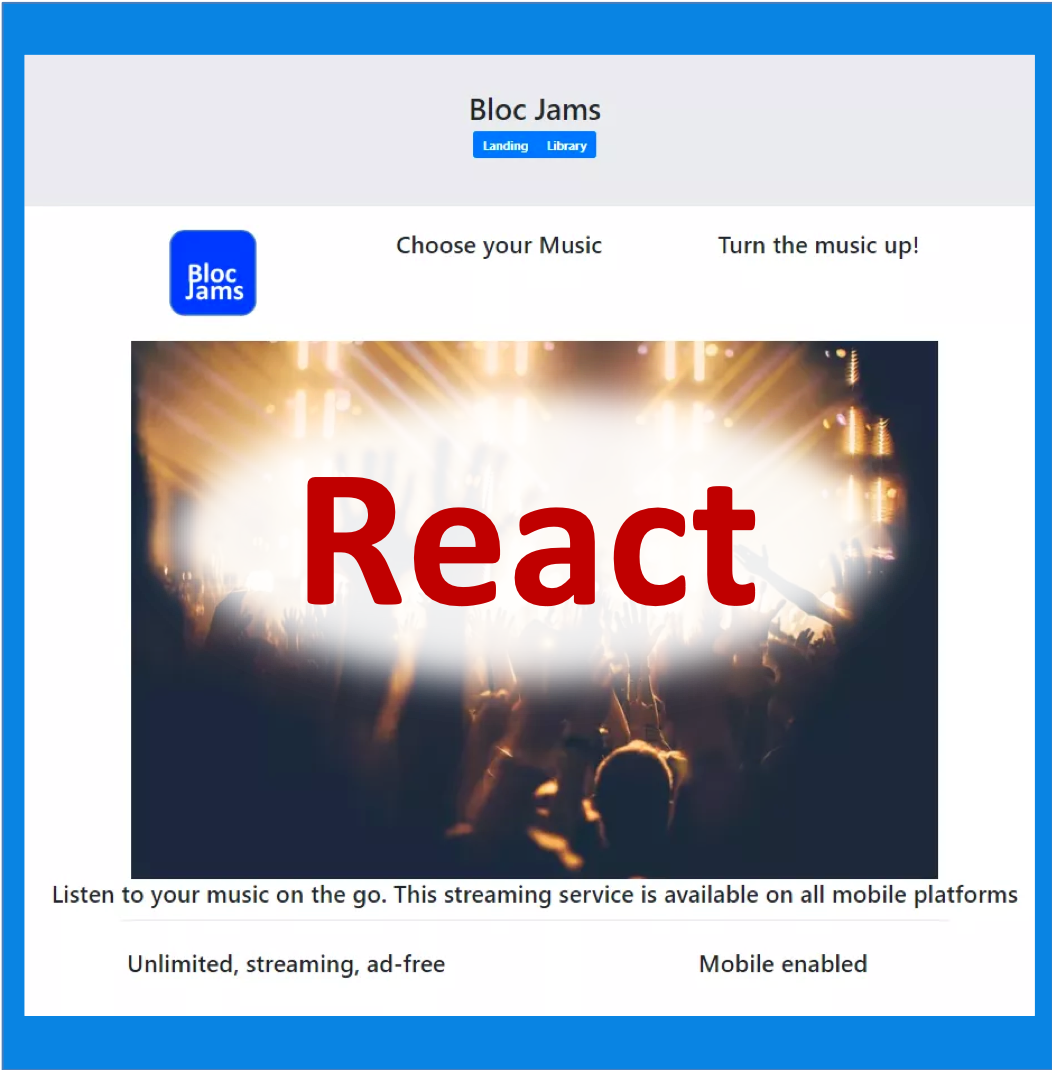 Bloc Jams
Landing Library
Bloc
Jams
Choose your Music
Turn the music up!
React
Listen to your music on the go. This streaming service is available on all mobile platforms
Unlimited, streaming, ad-free
Mobile enabled